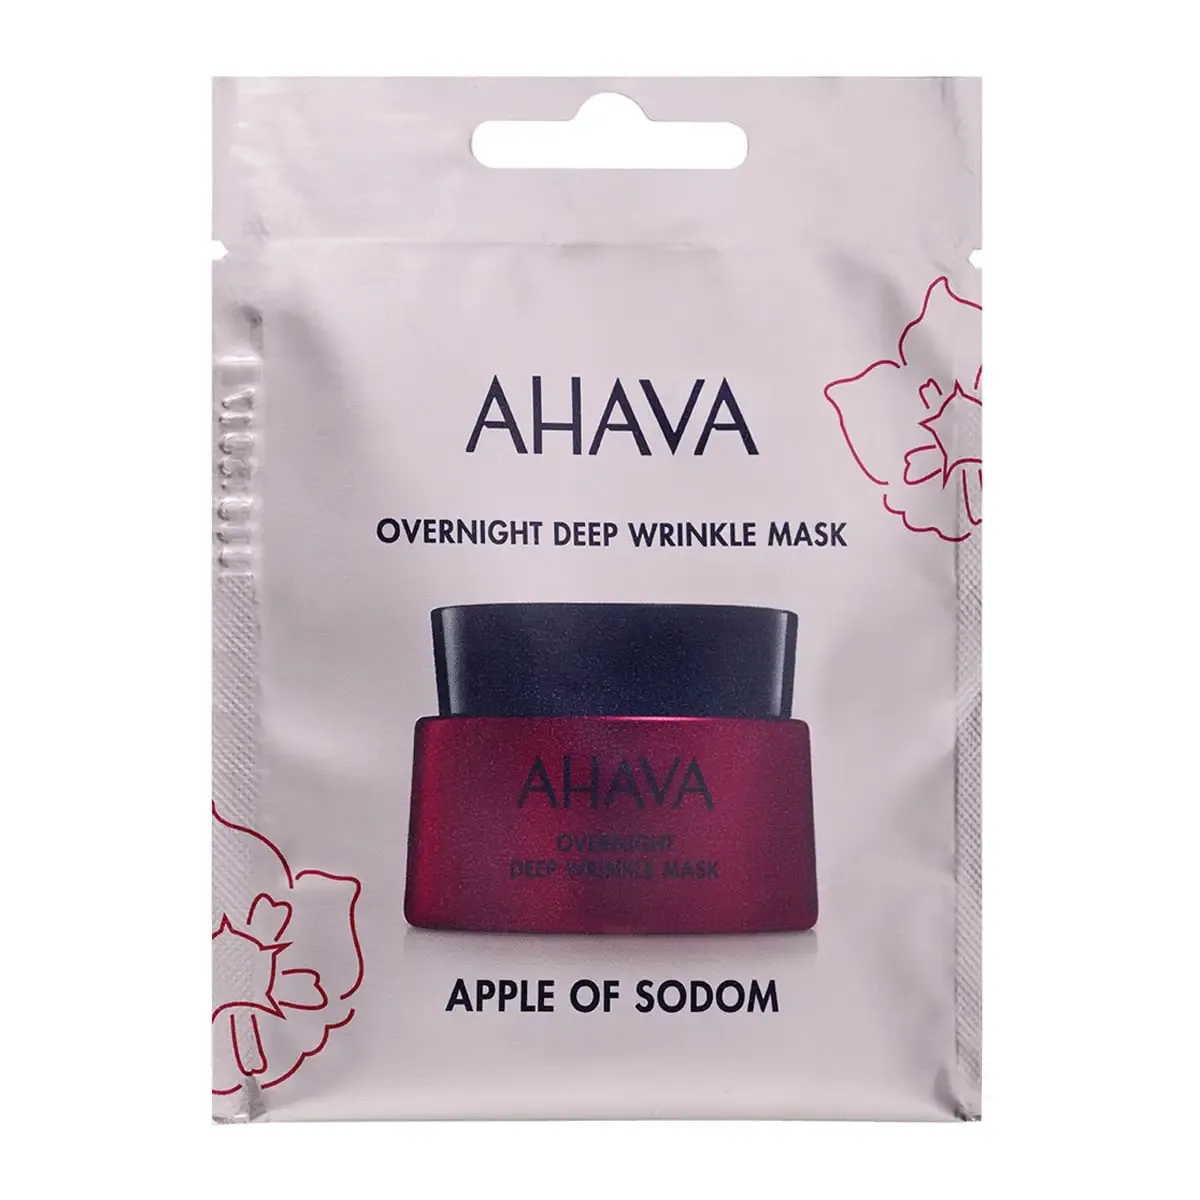 AHAVA
OVERNIGHT DEEP WRINKLE MASK
AHAVA
OVERNIGHT
DEEP WRINKLE MASK
APPLE OF SODOM